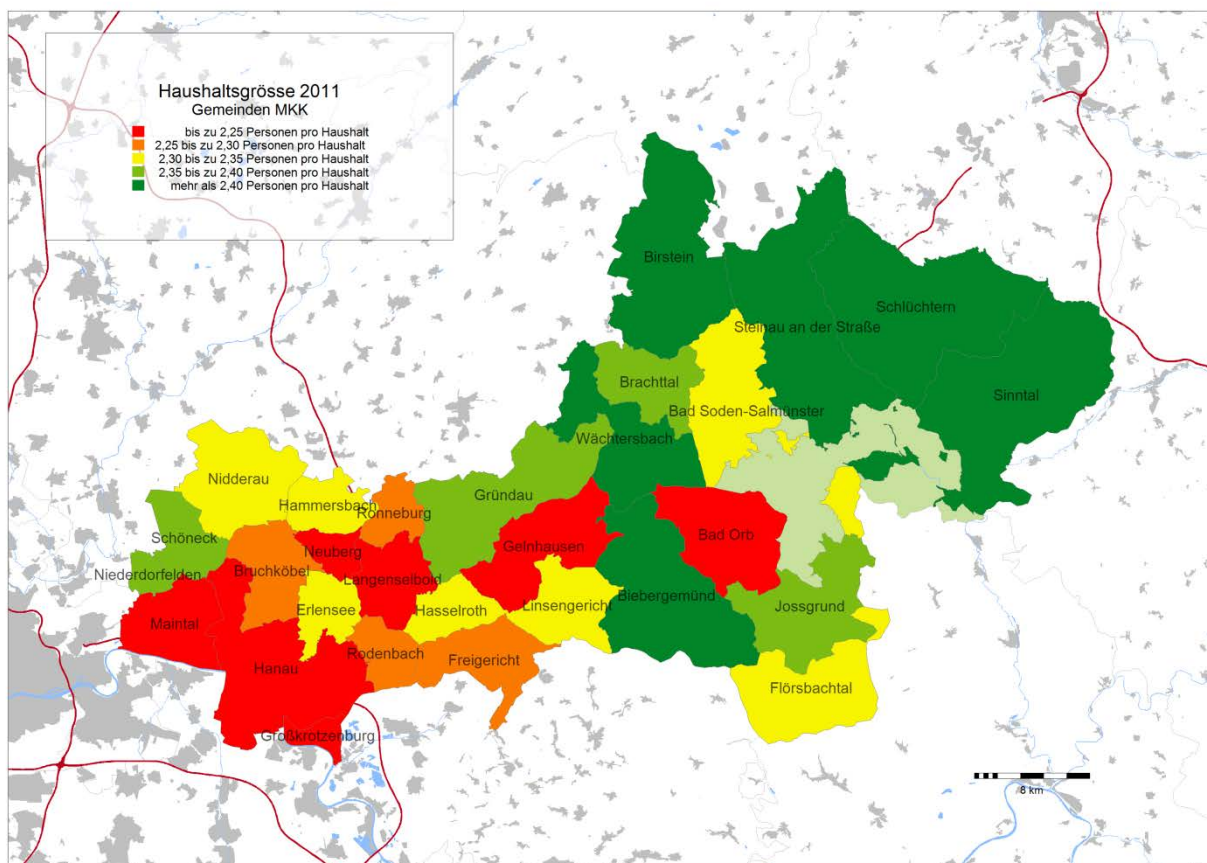 Haushaltsgrösse 2011
Gemeinden MKK
bis zu 2,25 Personen pro Haushalt
2,25 bis zu 2,30 Personen pro Haushalt
2,30 bis zu 2,35 Personen pro Haushalt
2,35 bis zu 2,40 Personen pro Haushalt
mehr als 2,40 Personen pro Haushalt
Birstein
Schlüchtern
Steinau an der Straße
Brachttal
Sinntal
Bad Soden-Salmünster
Wächtersbach
Nidderau
Gründau
Hammersbach
Ronneburg
Schöneck
Bad Orb
Gelnhausen
Neuberg
Bruchköbel
Niederdorfelden
Langenselbold
Biebergemünd
Jossgrund
Erlensee
Hasselroth
Linsengericht
Maintal
Rodenbach
Freigericht
Hanau
Flörsbachtal
Großkrotzenburg
8 km